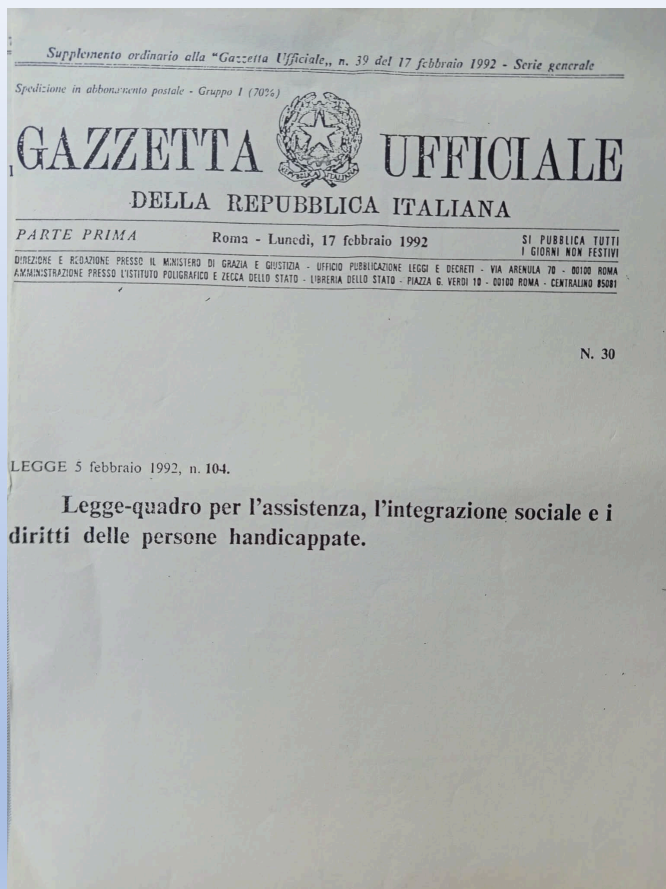 Supplemento ordinario alla "Gazzetta Ufficiale,, n. 39 del 17 febbraio 1992 - Serie generale
Spedizione in abbonamento postale - Gruppo I (70%)
GAZZETTA UFFICIALE
DELLA REPUBBLICA ITALIANA
PARTE PRIMA
Roma - Lunedì, 17 febbraio 1992
SI PUBBLICA TUTTI
I GIORNI NON FESTIVI
DIREZIONE E REDAZIONE PRESSO IL MINISTERO DI GRAZIA E GIUSTIZIA - UFFICIO PUBBLICAZIONE LEGGI E DECRETI - VIA ARENULA 70 - 00100 ROMA
AMMINISTRAZIONE PRESSO L'ISTITUTO POLIGRAFICO E ZECCA DELLO STATO - LIBRERIA DELLO STATO - PIAZZA G. VERDI 10 - 00100 ROMA - CENTRALINO 85081
N. 30
LEGGE 5 febbraio 1992, n. 104.
Legge-quadro per l'assistenza, l'integrazione sociale e i
diritti delle persone handicappate.